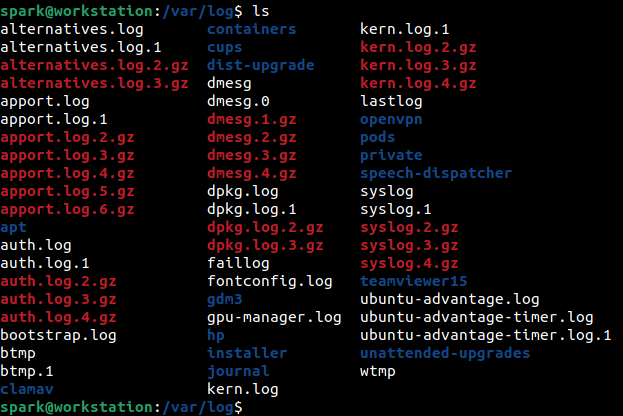 spark@workstation:/var/log$ ls
alternatives.log containers kern.log.1
alternatives.log.1 cups kern.log.2.gz
alternatives.log.2.gz dist-upgrade kern.log.3.gz
alternatives.log.3.gz dmesg kern.log.4.gz
apport.log dmesg.0 lastlog
apport.log.1 dmesg.1.gz openvpn
apport.log.2.gz dmesg.2.gz pods
apport.log.3.gz dmesg.3.gz private
apport.log.4.gz dmesg.4.gz speech-dispatcher
apport.log.5.gz dpkg.log syslog
apport.log.6.gz dpkg.log.1 syslog.1
apt dpkg.log.2.gz syslog.2.gz
auth.log dpkg.log.3.gz syslog.3.gz
auth.log.1 faillog syslog.4.gz
auth.log.2.gz fontconfig.log teamviewer15
auth.log.3.gz gdm3 ubuntu-advantage.log
auth.log.4.gz gpu-manager.log ubuntu-advantage-timer.log
bootstrap.log hp ubuntu-advantage-timer.log.1
btmp installer unattended-upgrades
btmp.1 journal wtmp
clamav kern.log
spark@workstation:/var/log$